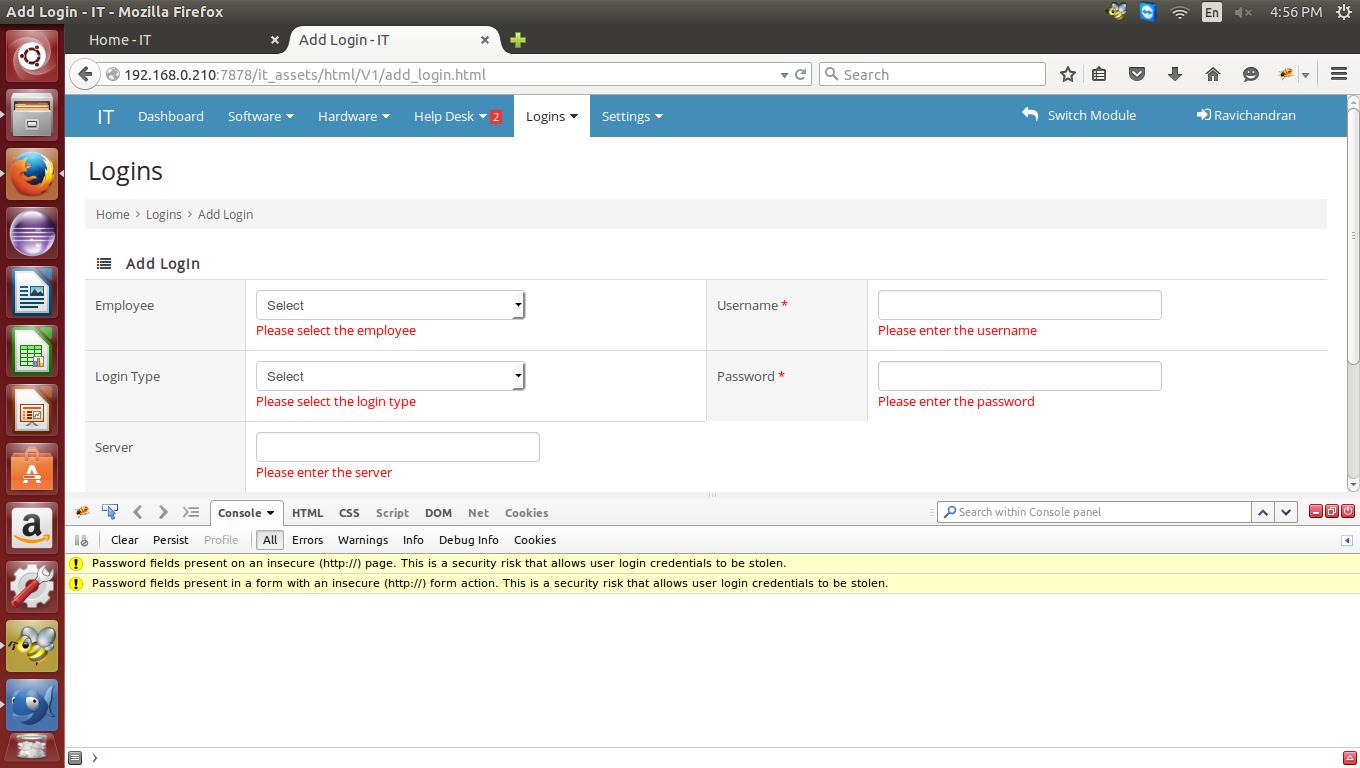 Add Login - IT - Mozilla Firefox
En
4:56 PM
Home - IT
Add Login - IT
192.168.0.210:7878/it_assets/html/V1/add_login.html
Search
IT Dashboard Software Hardware Help Desk 2 Logins Settings Switch Module Ravichandran
Logins
Home > Logins > Add Login
Add LogIn
Employee Select Username *
Please select the employee Please enter the username
Login Type Select Password *
Please select the login type Please enter the password
Server
Please enter the server
Console HTML CSS Script DOM Net Cookies Search within Console panel
Clear Persist Profile All Errors Warnings Info Debug Info Cookies
Password fields present on an insecure (http://) page. This is a security risk that allows user login credentials to be stolen.
Password fields present in a form with an insecure (http://) form action. This is a security risk that allows user login credentials to be stolen.